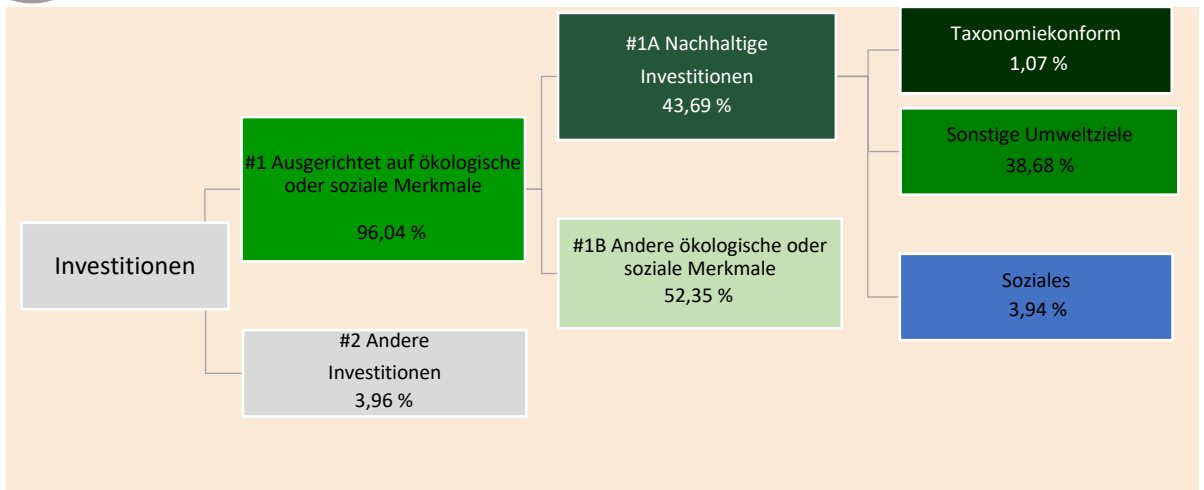 Investitionen
#1 Ausgerichtet auf ökologische
oder soziale Merkmale
96,04 %
#2 Andere
Investitionen
3,96 %
#1A Nachhaltige
Investitionen
43,69 %
#1B Andere ökologische oder
soziale Merkmale
52,35 %
Taxonomiekonform
1,07 %
Sonstige Umweltziele
38,68 %
Soziales
3,94 %